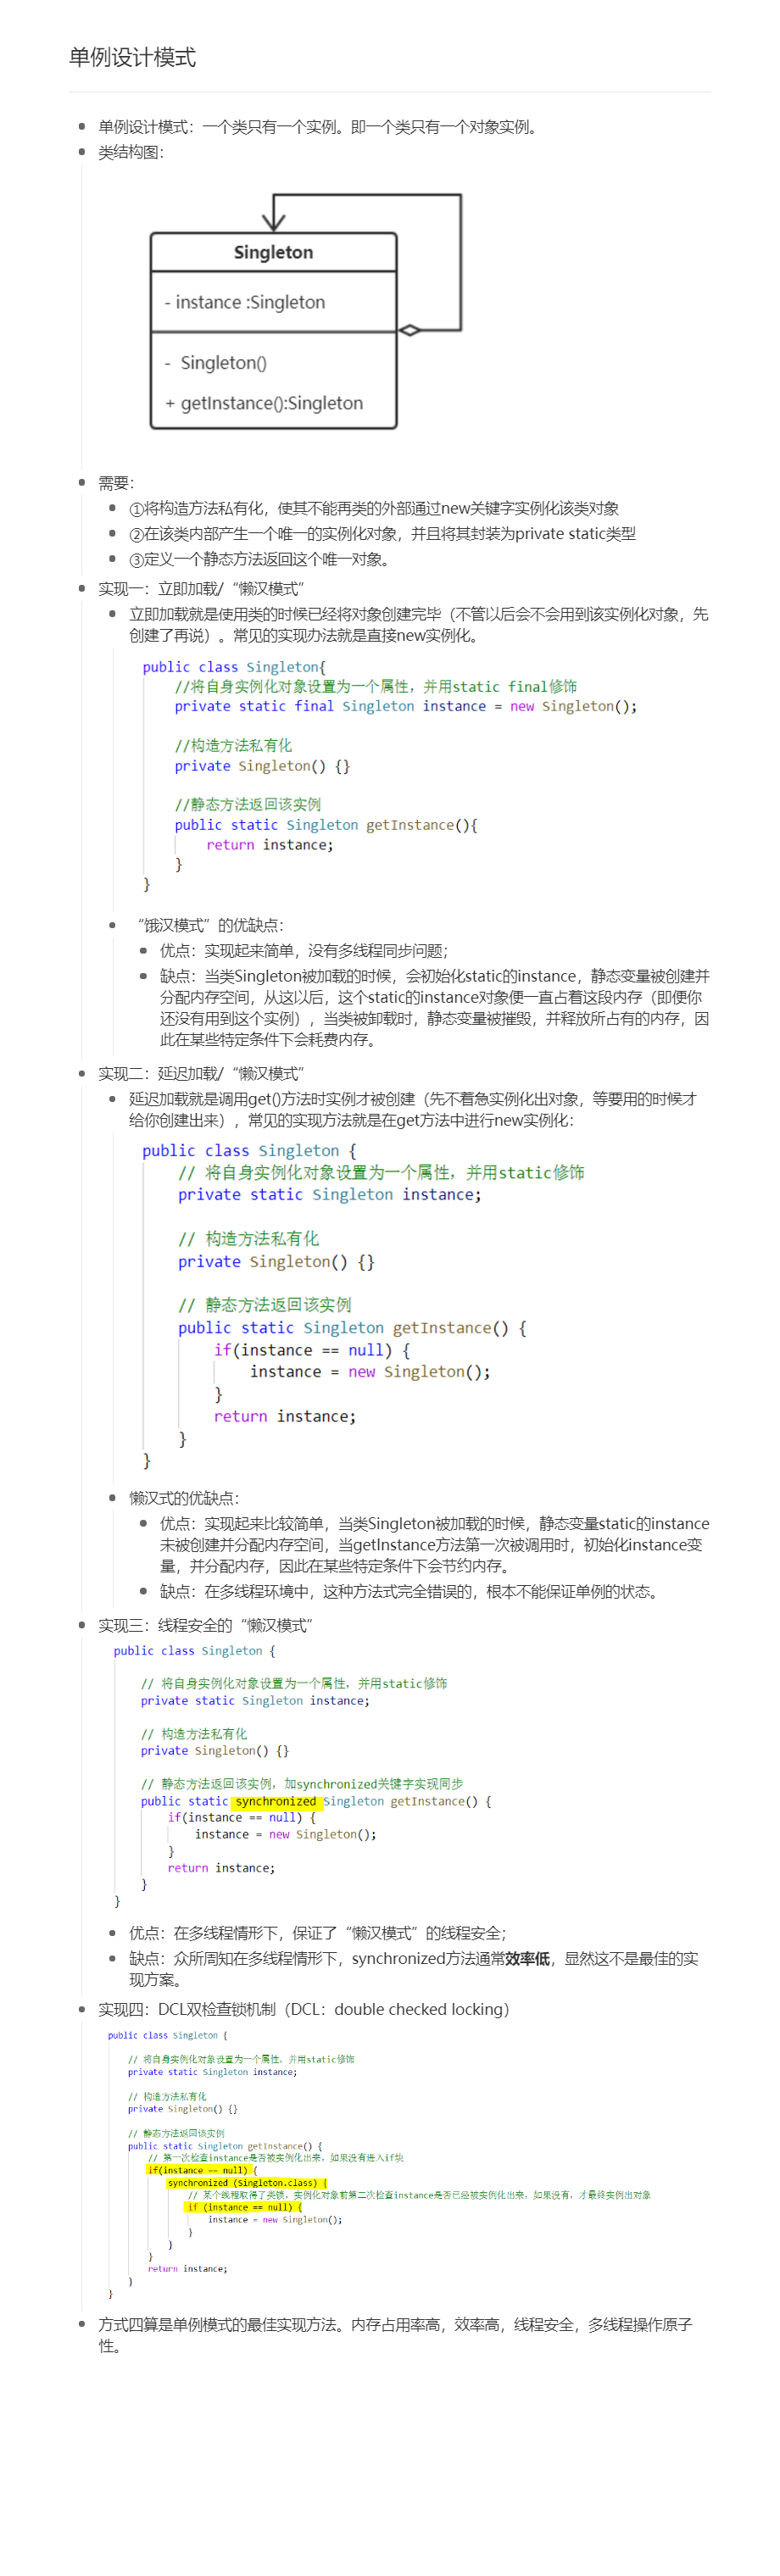 单例设计模式
单例设计模式：一个类只有一个实例。即一个类只有一个对象实例。
类结构图：
Singleton
- instance :Singleton
- Singleton()
+ getInstance():Singleton
需要：
①将构造方法私有化，使其不能再类的外部通过new关键字实例化该类对象
②在该类内部产生一个唯一的实例化对象，并且将其封装为private static类型
③定义一个静态方法返回这个唯一对象。
实现一：立即加载/“懒汉模式”
立即加载就是使用类的时候已经将对象创建完毕（不管以后会不会用到该实例化对象，先
创建了再说）。常见的实现办法就是直接new实例化。
public class Singleton{
//将自身实例化对象设置为一个属性，并用static final修饰
private static final Singleton instance = new Singleton();
//构造方法私有化
private Singleton() {}
//静态方法返回该实例
public static Singleton getInstance(){
return instance;
}
}
“饿汉模式”的优缺点：
优点：实现起来简单，没有多线程同步问题；
缺点：当类Singleton被加载的时候，会初始化static的instance，静态变量被创建并
分配内存空间，从这以后，这个static的instance对象便一直占着这段内存（即便你
还没有用到这个实例），当类被卸载时，静态变量被摧毁，并释放所占有的内存，因
此在某些特定条件下会耗费内存。
实现二：延迟加载/“懒汉模式”
延迟加载就是调用get()方法时实例才被创建（先不着急实例化出对象，等要用的时候才
给你创建出来），常见的实现方法就是在get方法中进行new实例化：
public class Singleton {
// 将自身实例化对象设置为一个属性，并用static修饰
private static Singleton instance;
// 构造方法私有化
private Singleton() {}
// 静态方法返回该实例
public static Singleton getInstance() {
if(instance == null) {
instance = new Singleton();
}
return instance;
}
}
懒汉式的优缺点：
优点：实现起来比较简单，当类Singleton被加载的时候，静态变量static的instance
未被创建并分配内存空间，当getInstance方法第一次被调用时，初始化instance变
量，并分配内存，因此在某些特定条件下会节约内存。
缺点：在多线程环境中，这种方法式完全错误的，根本不能保证单例的状态。
实现三：线程安全的“懒汉模式”
public class Singleton {
// 将自身实例化对象设置为一个属性，并用static修饰
private static Singleton instance;
// 构造方法私有化
private Singleton() {}
// 静态方法返回该实例，加synchronized关键字实现同步
public static synchronized Singleton getInstance() {
if(instance == null) {
instance = new Singleton();
}
return instance;
}
}
优点：在多线程情形下，保证了“懒汉模式”的线程安全；
缺点：众所周知在多线程情形下，synchronized方法通常效率低，显然这不是最佳的实
现方案。
实现四：DCL双检查锁机制（DCL：double checked locking）
public class Singleton {
// 将自身实例化对象设置为一个属性，并用static修饰
private static Singleton instance;
// 构造方法私有化
private Singleton() {}
// 静态方法返回该实例
public static Singleton getInstance() {
// 第一次检查instance是否被实例化出来，如果没有进入if块
if(instance == null) {
synchronized (Singleton.class) {
// 某个线程取得了类锁，实例化对象前第二次检查instance是否已经被实例化出来，如果没有，才最终实例出对象
if (instance == null) {
instance = new Singleton();
}
}
}
return instance;
}
}
方式四算是单例模式的最佳实现方法。内存占用率高，效率高，线程安全，多线程操作原子
性。